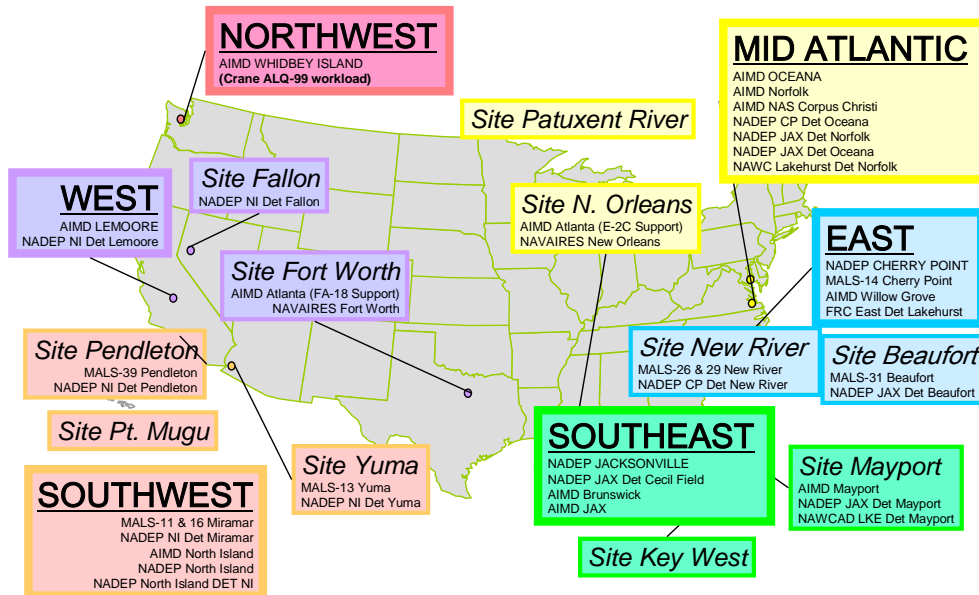 NORTHWEST
AIMD WHIDBEY ISLAND
(Crane ALQ-99 workload)
MID ATLANTIC
AIMD OCEANA
AIMD Norfolk
AIMD NAS Corpus Christi
NADEP CP Det Oceana
NADEP JAX Det Norfolk
NADEP JAX Det Oceana
NAWC Lakehurst Det Norfolk
Site Patuxent River
WEST
AIMD LEMOORE
NADEP NI Det Lemoore
Site Fallon
NADEP NI Det Fallon
Site N. Orleans
AIMD Atlanta (E-2C Support)
NAVAIRES New Orleans
EAST
NADEP CHERRY POINT
MALS-14 Cherry Point
AIMD Willow Grove
FRC East Det Lakehurst
Site Fort Worth
AIMD Atlanta (FA-18 Support)
NAVAIRES Fort Worth
Site Pendleton
MALS-39 Pendleton
NADEP NI Det Pendleton
Site New River
MALS-26 & 29 New River
NADEP CP Det New River
Site Beaufort
MALS-31 Beaufort
NADEP JAX Det Beaufort
Site Pt. Mugu
SOUTHWEST
MALS-11 & 16 Miramar
NADEP NI Det Miramar
AIMD North Island
NADEP North Island
NADEP North Island DET NI
Site Yuma
MALS-13 Yuma
NADEP NI Det Yuma
SOUTHEAST
NADEP JACKSONVILLE
NADEP JAX Det Cecil Field
AIMD Brunswick
AIMD JAX
Site Mayport
AIMD Mayport
NADEP JAX Det Mayport
NAWCAD LKE Det Mayport
Site Key West